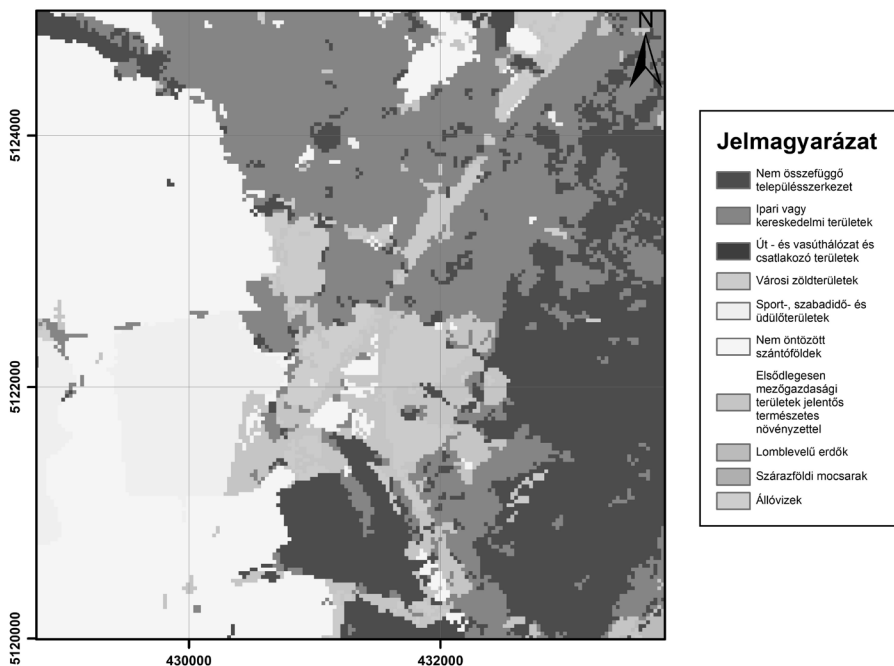 N
5124000
5122000
5120000
430000
432000
Jelmagyarázat
Nem összefüggő
településszerkezet
Ipari vagy
kereskedelmi területek
Út - és vasúthálózat és
csatlakozó területek
Városi zöldterületek
Sport-, szabadidő- és
üdülőterületek
Nem öntözött
szántóföldek
Elsődlegesen
mezőgazdasági
területek jelentős
természetes
növényzettel
Lomblevelű erdők
Szárazföldi mocsarak
Állóvizek